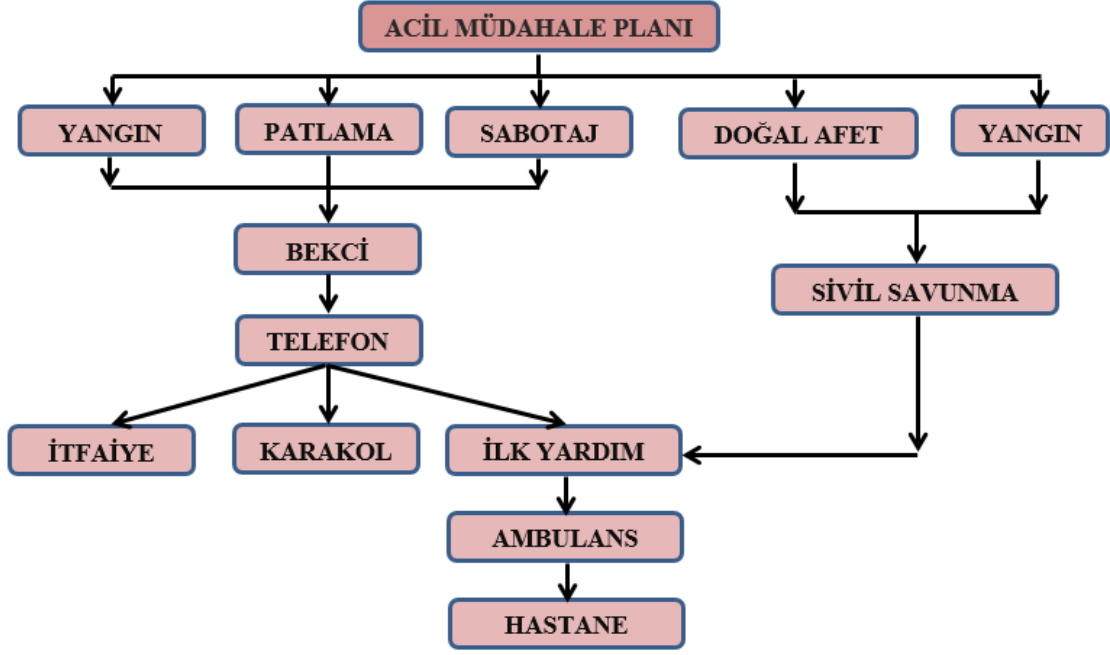 ACİL MÜDAHALE PLANI
YANGIN
PATLAMA
SABOTAJ
DOĞAL AFET
YANGIN
BEKCİ
SİVİL SAVUNMA
TELEFON
İTFAİYE
KARAKOL
İLK YARDIM
AMBULANS
HASTANE